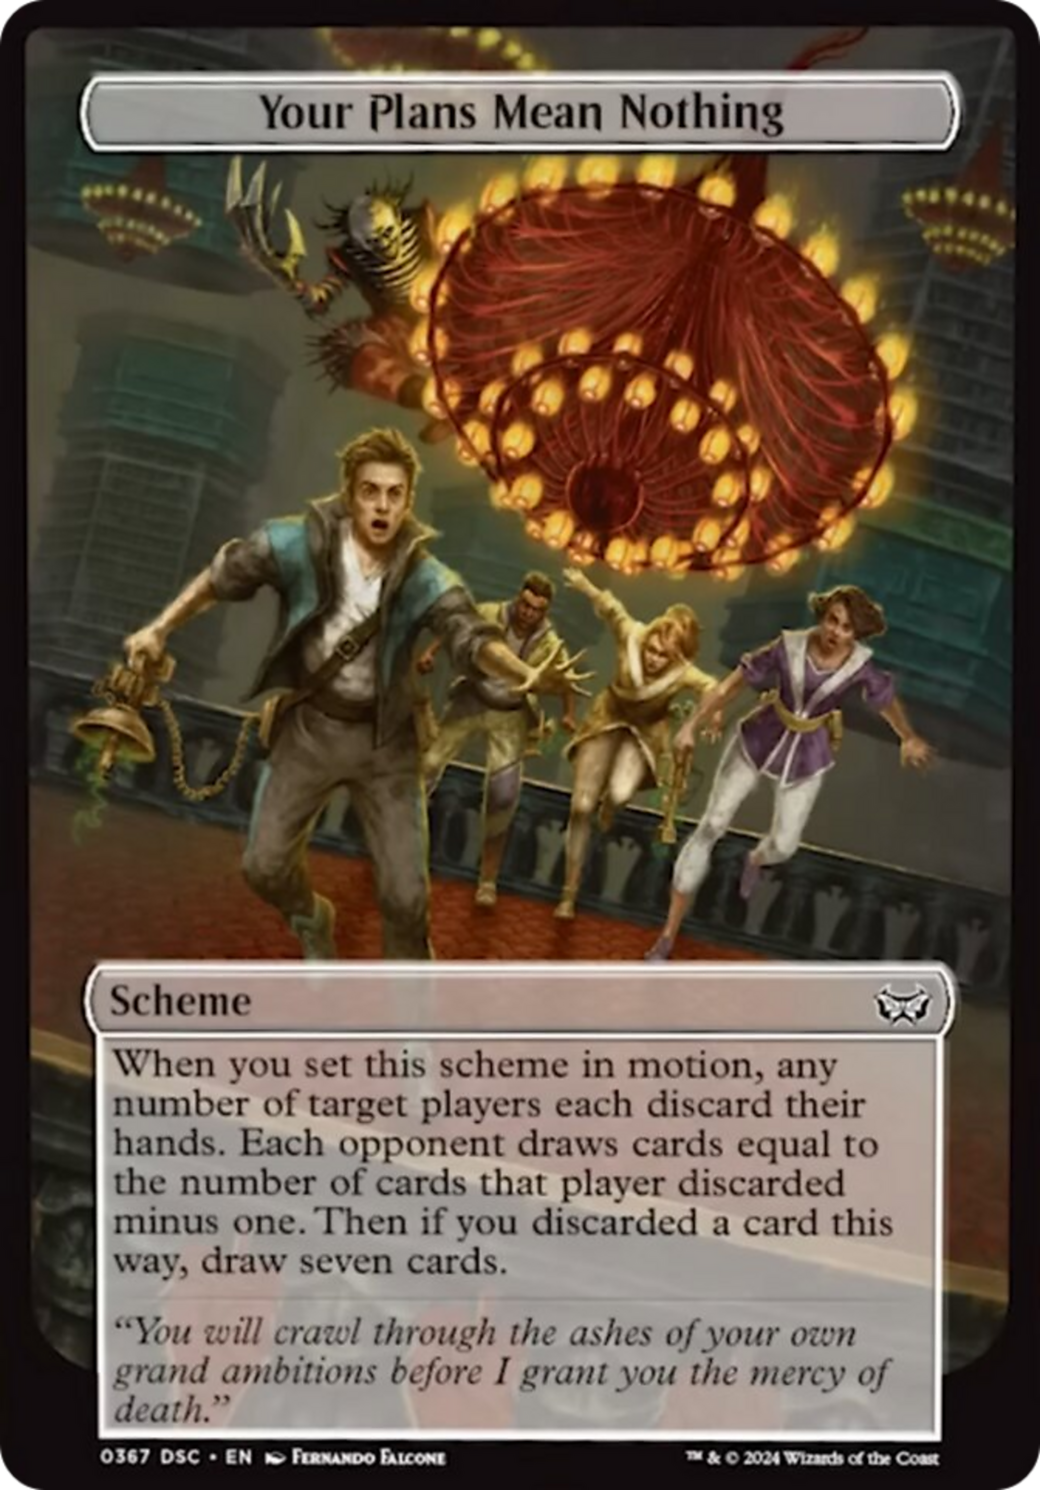 Your Plans Mean Nothing
Scheme
When you set this scheme in motion, any
number of target players each discard their
hands. Each opponent draws cards equal to
the number of cards that player discarded
minus one. Then if you discarded a card this
way, draw seven cards.
“You will crawl through the ashes of your own
grand ambitions before I grant you the mercy of
death.”
0367 DSC • EN Fernando Falcone
™ & © 2024 Wizards of the Coast